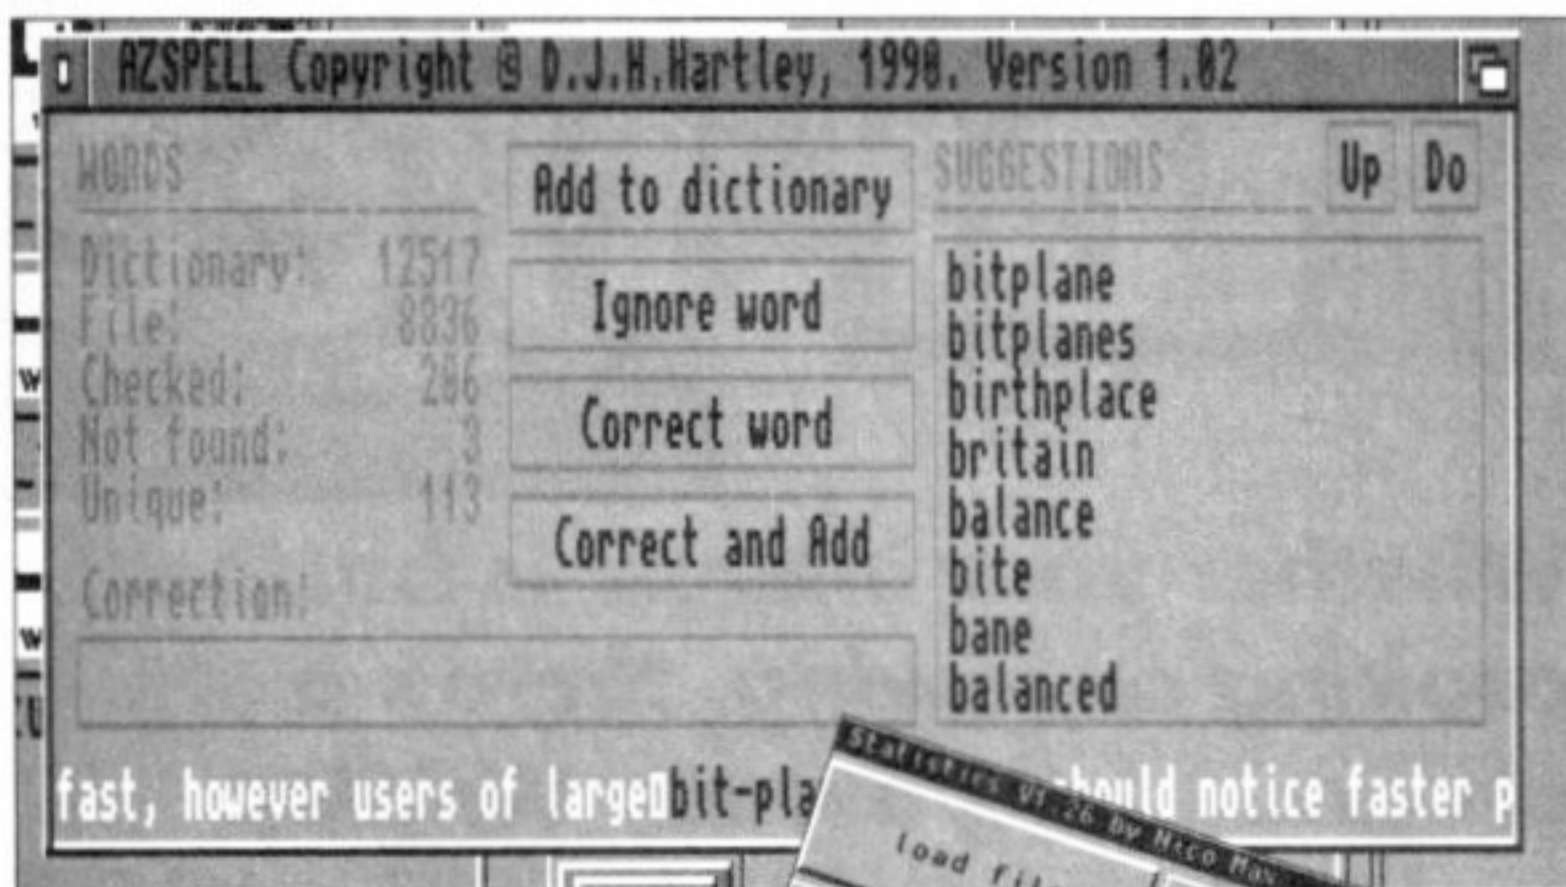 AZSPELL Copyright © D.J.H.Hartley, 1990. Version 1.02
WORDS
Dictionary: 12517
File: 8836
Checked: 286
Not found: 3
Unique: 113
Correction:
Add to dictionary
Ignore word
Correct word
Correct and Add
SUGGESTIONS
Up Do
bitplane
bitplanes
birthplace
britain
balance
bite
bane
balanced
fast, however users of large bit-pla should notice faster p
Statistics V1.26 by Nico
load